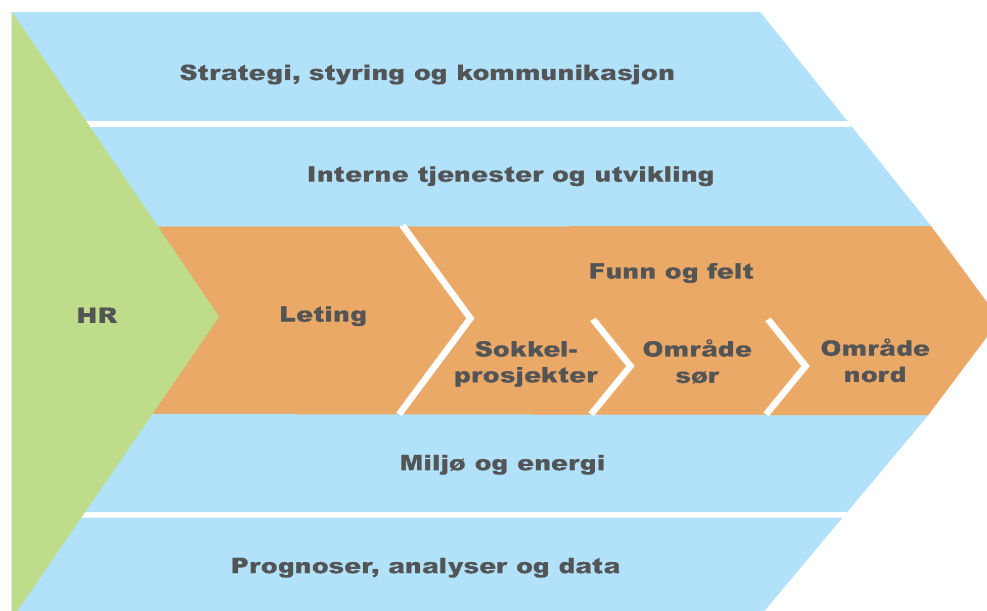 Strategi, styring og kommunikasjon
Interne tjenester og utvikling
HR
Leting
Funn og felt
Sokkel-
prosjekter
Område
sør
Område
nord
Miljø og energi
Prognoser, analyser og data